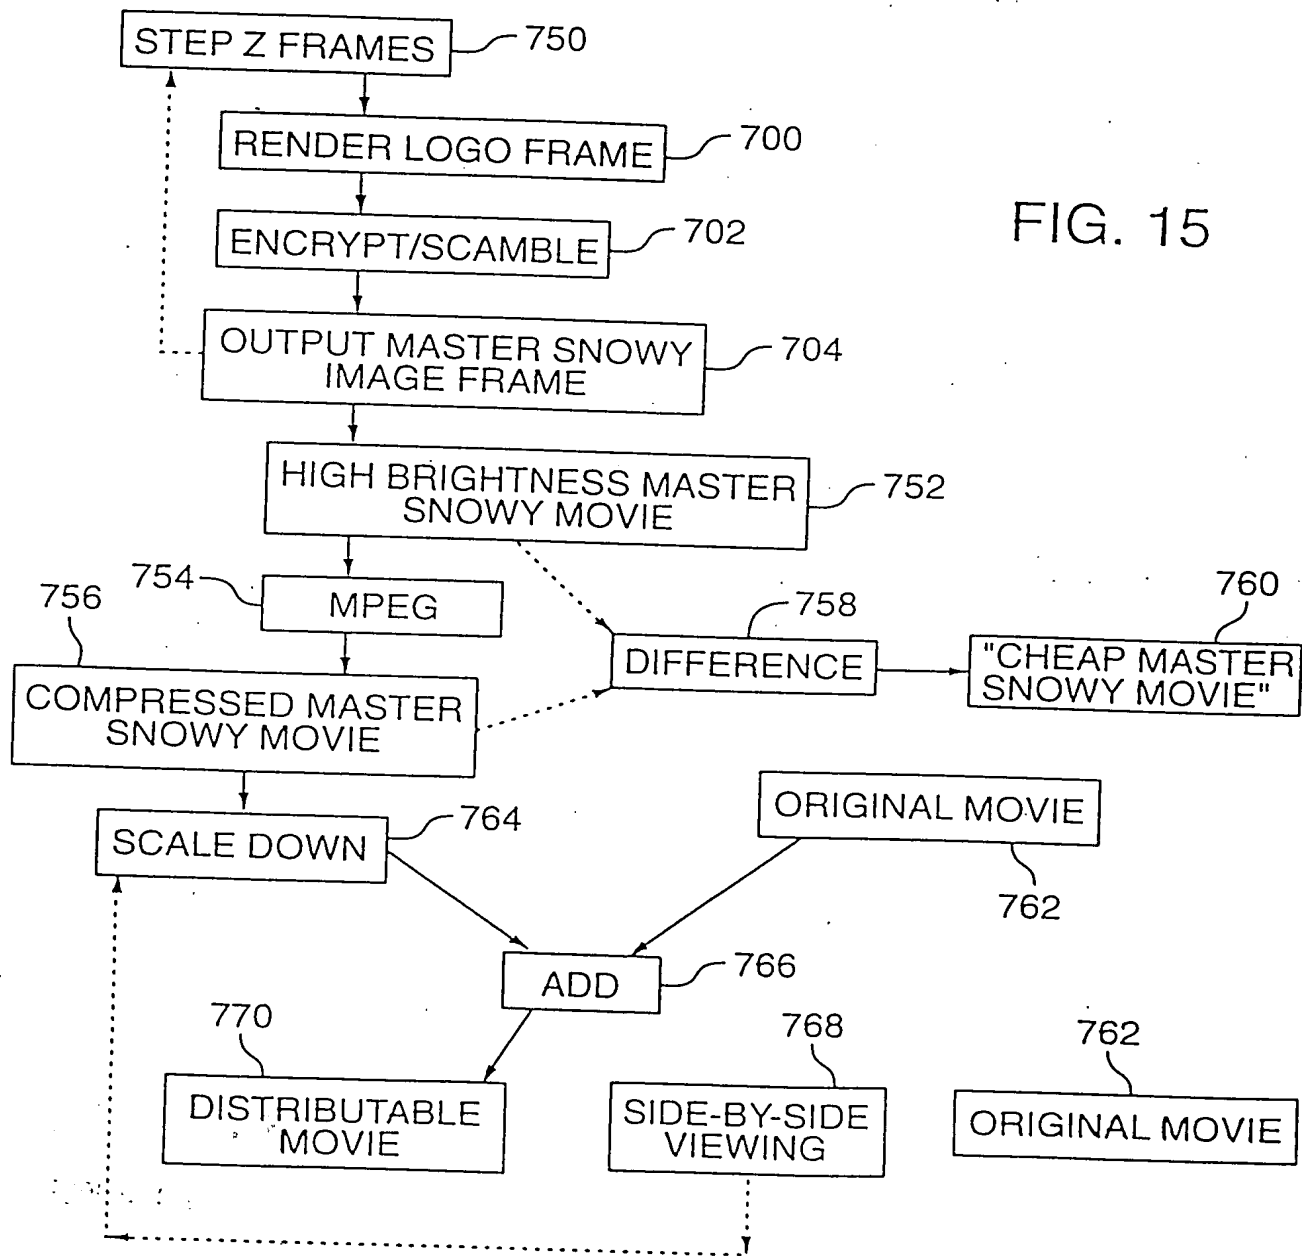 STEP Z FRAMES
750
RENDER LOGO FRAME
700
FIG. 15
ENCRYPT/SCAMBLE
702
OUTPUT MASTER SNOWY
IMAGE FRAME
704
HIGH BRIGHTNESS MASTER
SNOWY MOVIE
752
754
MPEG
756
COMPRESSED MASTER
SNOWY MOVIE
758
DIFFERENCE
760
"CHEAP MASTER
SNOWY MOVIE"
SCALE DOWN
764
ORIGINAL MOVIE
762
ADD
766
770
DISTRIBUTABLE
MOVIE
768
SIDE-BY-SIDE
VIEWING
762
ORIGINAL MOVIE